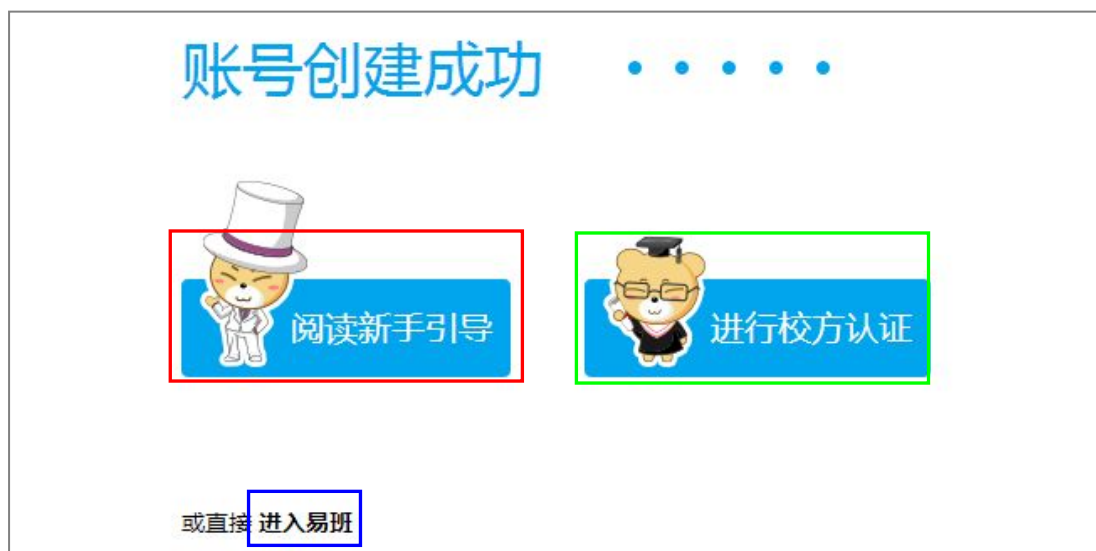 账号创建成功
阅读新手引导
进行校方认证
或直接 进入易班